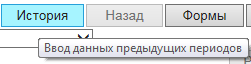 История Назад Формы
Ввод данных предыдущих периодов